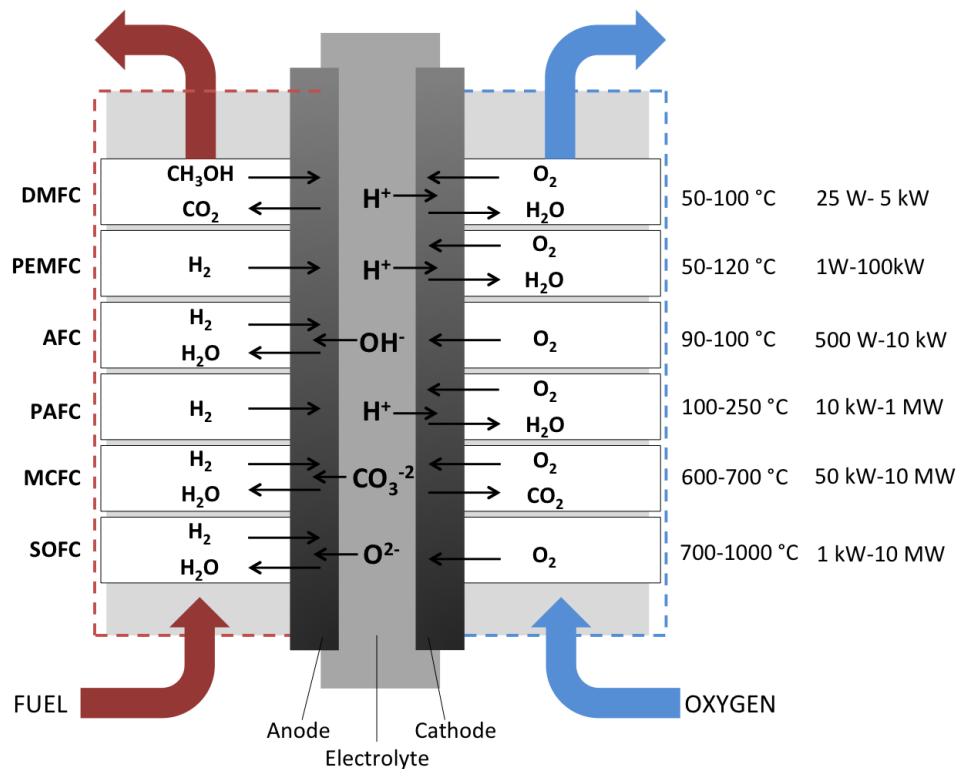 DMFC
CH₃OH
CO₂
H⁺
O₂
H₂O
50-100 °C
25 W- 5 kW
PEMFC
H₂
H⁺
O₂
H₂O
50-120 °C
1W-100kW
AFC
H₂
H₂O
OH⁻
O₂
90-100 °C
500 W-10 kW
PAFC
H₂
H⁺
O₂
H₂O
100-250 °C
10 kW-1 MW
MCFC
H₂
H₂O
CO₃⁻²
O₂
CO₂
600-700 °C
50 kW-10 MW
SOFC
H₂
H₂O
O²⁻
O₂
700-1000 °C
1 kW-10 MW
FUEL
OXYGEN
Anode
Cathode
Electrolyte